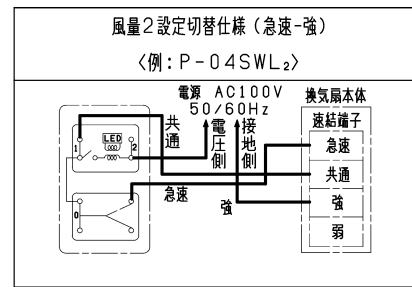 風量2設定切替仕様（急速-強）
〈例：P-04SWL₂〉
電源 AC100V
50/60Hz
換気扇本体
速結端子
共通
電圧側
接地側
LED
1
2
0
急速
強
急速
共通
強
弱